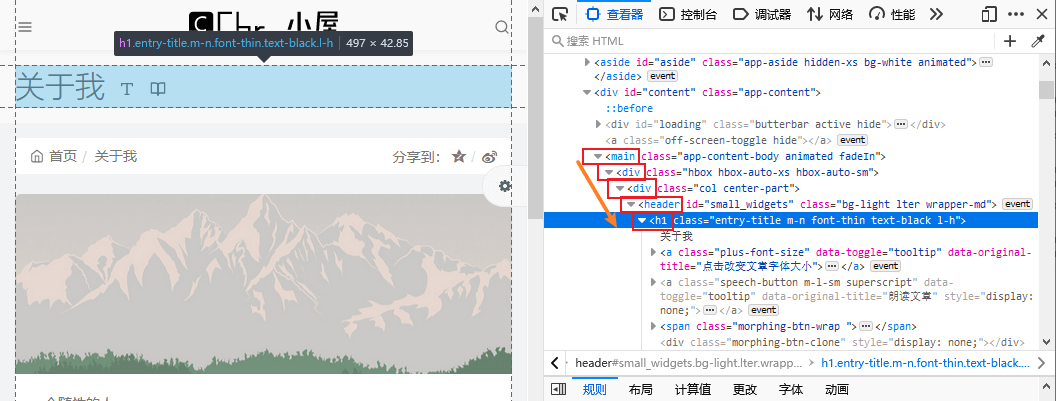 小屋
h1.entry-title.m-n.font-thin.text-black.l-h | 497 × 42.85
关于我
首页 / 关于我 分享到: /
查看器 控制台 调试器 网络 性能
搜索 HTML
<aside id="aside" class="app-aside hidden-xs bg-white animated">
</aside> event
<div id="content" class="app-content">
::before
<div id="loading" class="butterbar active hide"></div>
<a class="off-screen-toggle hide"></a> event
<main class="app-content-body animated fadeIn">
<div class="hbox hbox-auto-xs hbox-auto-sm">
<div class="col center-part">
<header id="small_widgets" class="bg-light lter wrapper-md"> event
<h1 class="entry-title m-n font-thin text-black l-h">
关于我
<a class="plus-font-size" data-toggle="tooltip" data-original-
title="点击改变文章字体大小"></a> event
<a class="speech-button m-l-sm superscript" data-
toggle="tooltip" data-original-title="朗读文章" style="display:
none;"></a> event
<span class="morphing-btn-wrap "></span>
<div class="morphing-btn-clone" style="display: none;"></div>
header#small_widgets.bg-light.lter.wrapp... h1.entry-title.m-n.font-thin.text-black....
规则 布局 计算值 更改 字体 动画